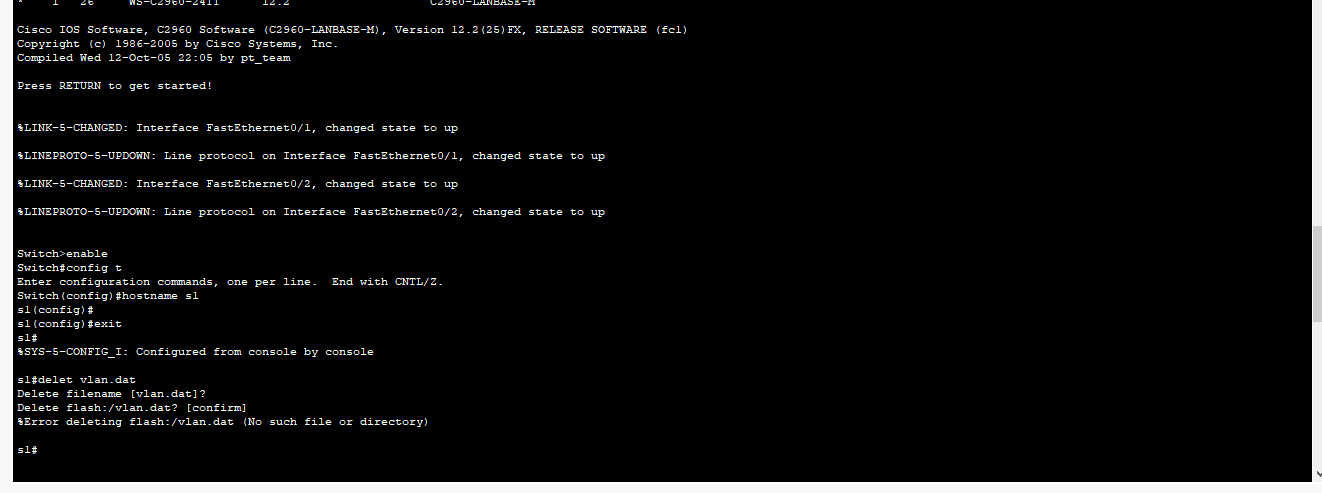 * 1 26 WS-C2960-24TT 12.2 C2960-LANBASE-M
Cisco IOS Software, C2960 Software (C2960-LANBASE-M), Version 12.2(25)FX, RELEASE SOFTWARE (fc1)
Copyright (c) 1986-2005 by Cisco Systems, Inc.
Compiled Wed 12-Oct-05 22:05 by pt_team
Press RETURN to get started!
%LINK-5-CHANGED: Interface FastEthernet0/1, changed state to up
%LINEPROTO-5-UPDOWN: Line protocol on Interface FastEthernet0/1, changed state to up
%LINK-5-CHANGED: Interface FastEthernet0/2, changed state to up
%LINEPROTO-5-UPDOWN: Line protocol on Interface FastEthernet0/2, changed state to up
Switch>enable
Switch#config t
Enter configuration commands, one per line.  End with CNTL/Z.
Switch(config)#hostname s1
s1(config)#
s1(config)#exit
s1#
%SYS-5-CONFIG_I: Configured from console by console
s1#delet vlan.dat
Delete filename [vlan.dat]?
Delete flash:/vlan.dat? [confirm]
%Error deleting flash:/vlan.dat (No such file or directory)
s1#